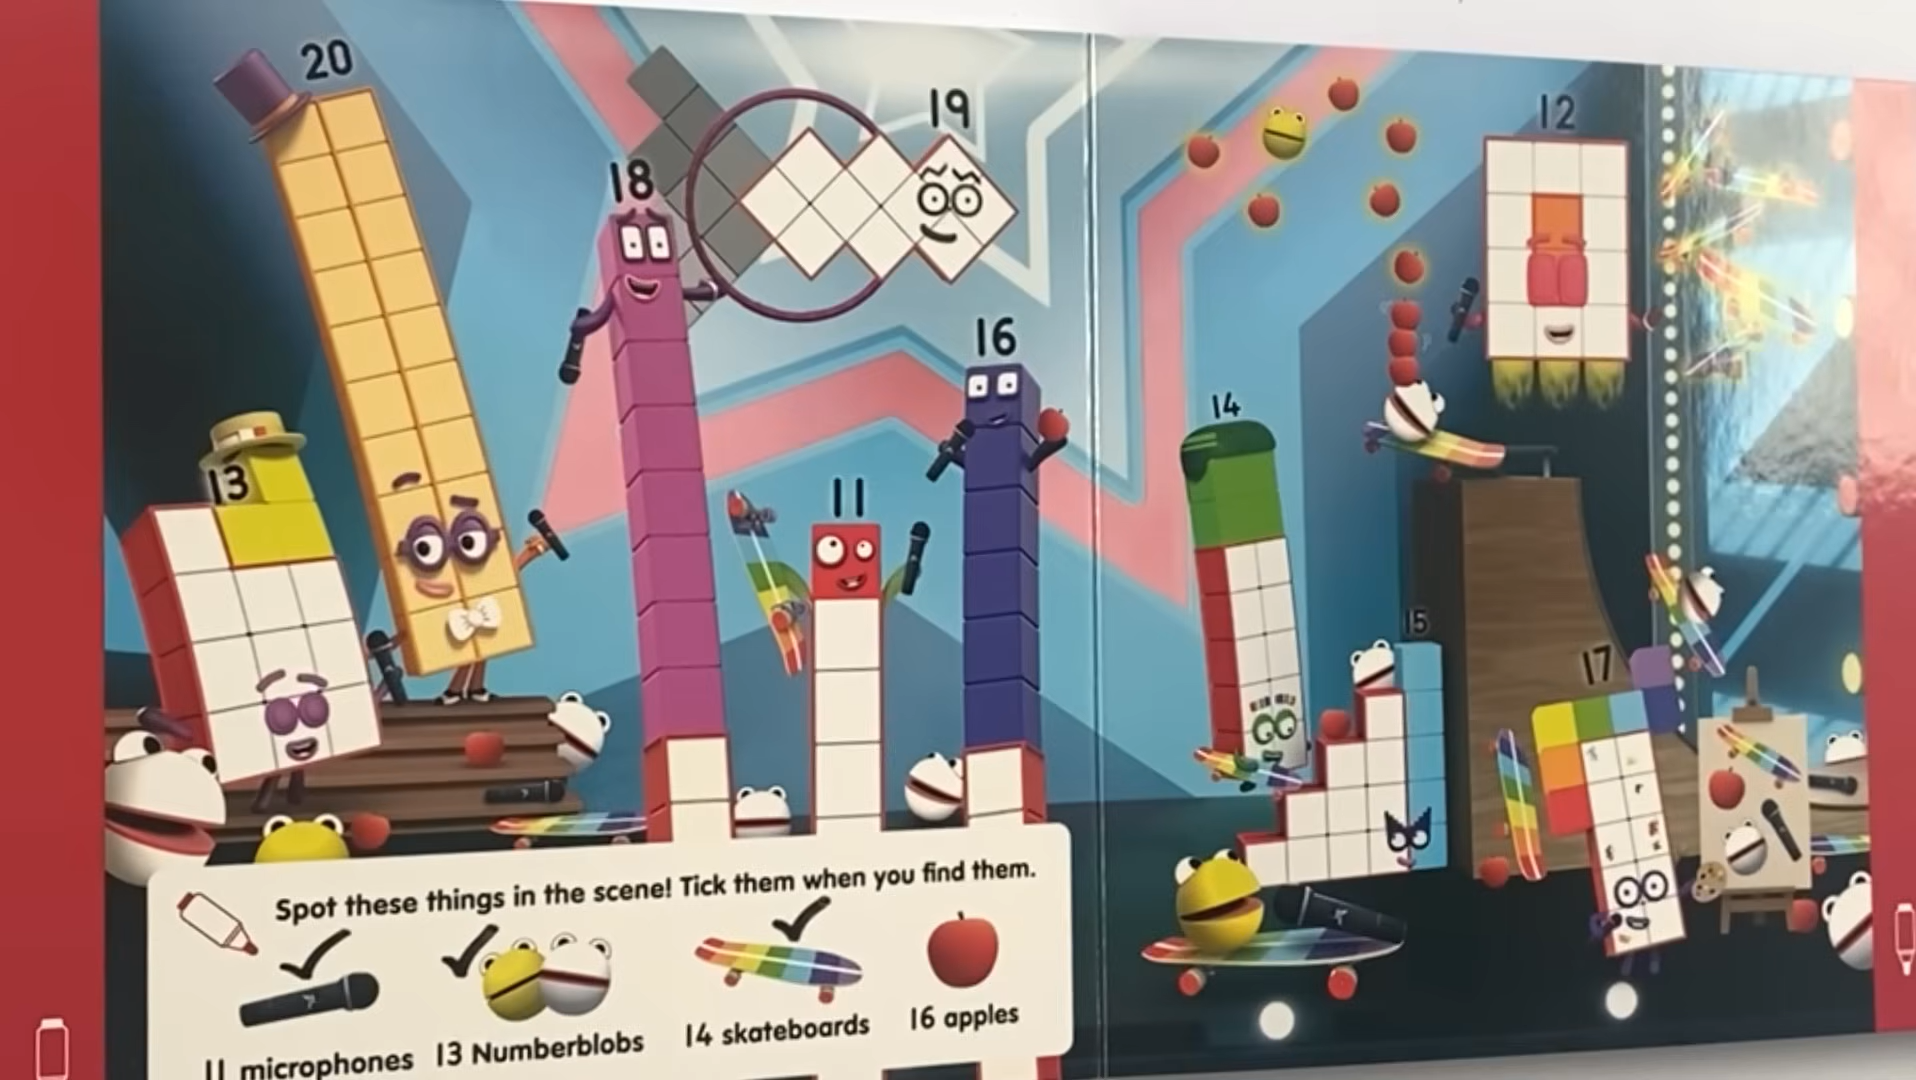 20
19
12
18
16
14
13
11
15
17
Spot these things in the scene! Tick them when you find them.
11 microphones
13 Numberblobs
14 skateboards
16 apples